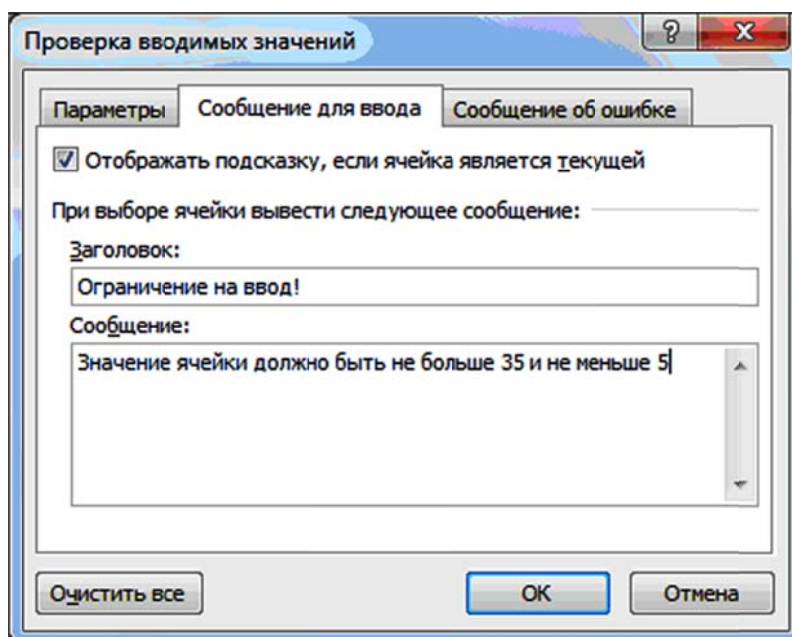 Проверка вводимых значений
Параметры Сообщение для ввода Сообщение об ошибке
Отображать подсказку, если ячейка является текущей
При выборе ячейки вывести следующее сообщение:
Заголовок:
Ограничение на ввод!
Сообщение:
Значение ячейки должно быть не больше 35 и не меньше 5
Очистить все ОК Отмена